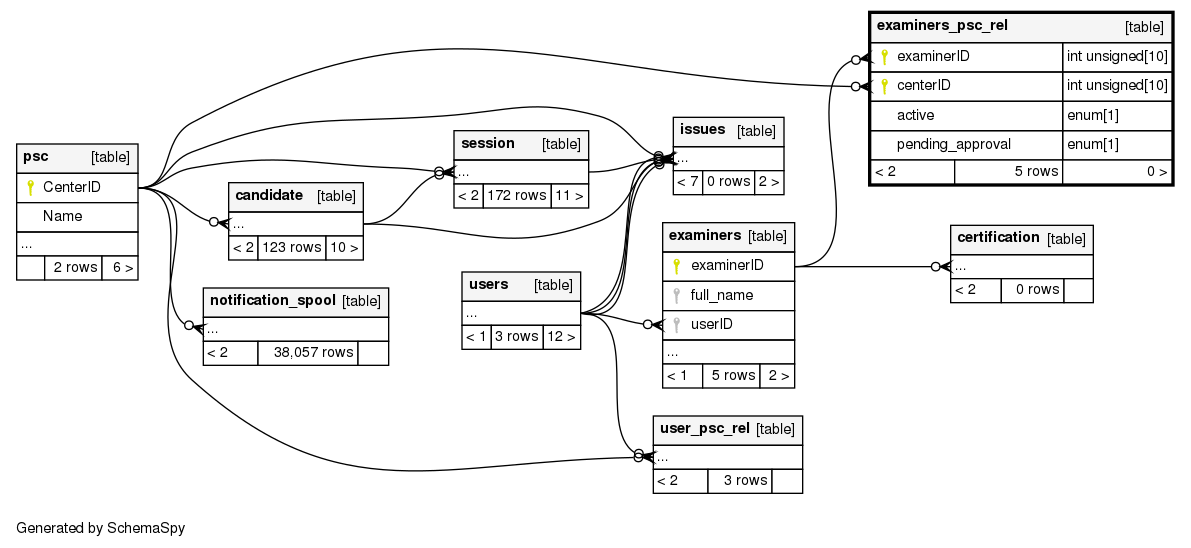 examiners_psc_rel [table]
examinerID int unsigned[10]
centerID int unsigned[10]
active enum[1]
pending_approval enum[1]
< 2 5 rows 0 >
psc [table]
CenterID
Name
...
2 rows 6 >
candidate [table]
...
< 2 123 rows 10 >
session [table]
...
< 2 172 rows 11 >
issues [table]
...
< 7 0 rows 2 >
examiners [table]
examinerID
full_name
userID
...
< 1 5 rows 2 >
certification [table]
...
< 2 0 rows
notification_spool [table]
...
< 2 38,057 rows
users [table]
...
< 1 3 rows 12 >
user_psc_rel [table]
...
< 2 3 rows
Generated by SchemaSpy